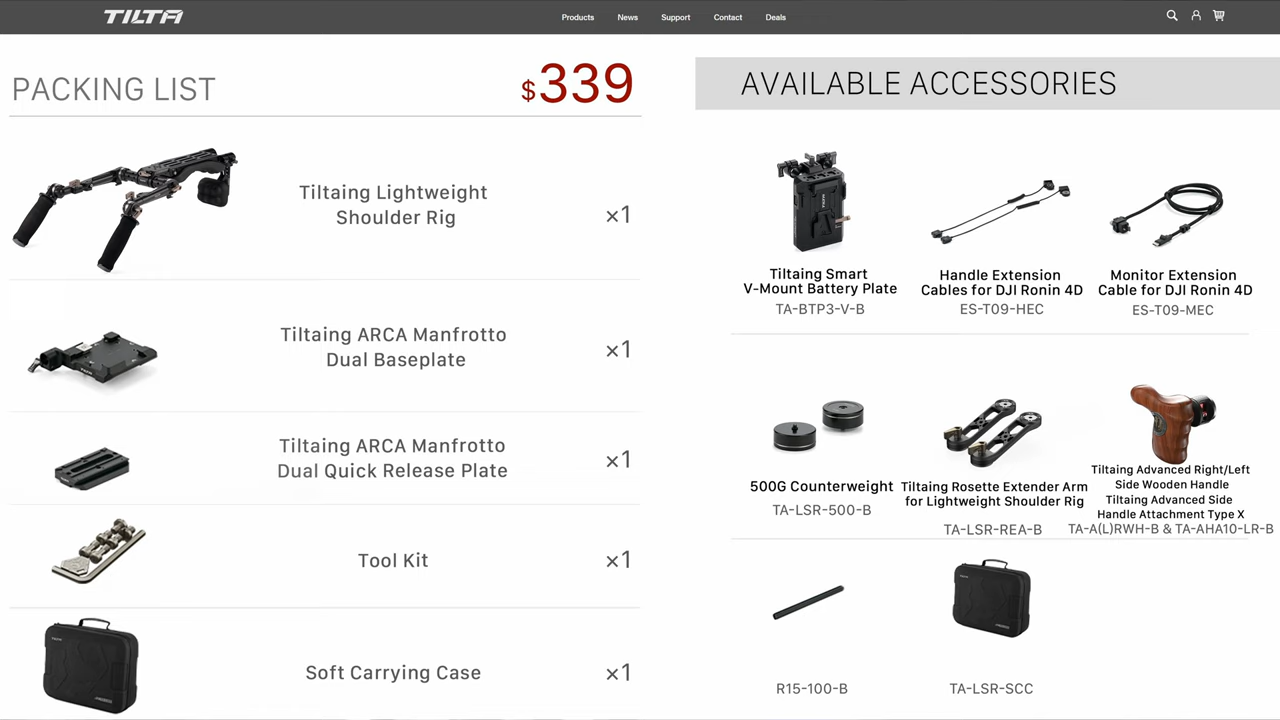 TILTA
Products
News
Support
Contact
Deals
PACKING LIST
$339
Tiltaing Lightweight
Shoulder Rig
×1
Tiltaing ARCA Manfrotto
Dual Baseplate
×1
Tiltaing ARCA Manfrotto
Dual Quick Release Plate
×1
Tool Kit
×1
Soft Carrying Case
×1
AVAILABLE ACCESSORIES
Tiltaing Smart
V-Mount Battery Plate
TA-BTP3-V-B
Handle Extension
Cables for DJI Ronin 4D
ES-T09-HEC
Monitor Extension
Cable for DJI Ronin 4D
ES-T09-MEC
500G Counterweight
TA-LSR-500-B
Tiltaing Rosette Extender Arm
for Lightweight Shoulder Rig
TA-LSR-REA-B
Tiltaing Advanced Right/Left
Side Wooden Handle
Tiltaing Advanced Side
Handle Attachment Type X
TA-A(L)RWH-B & TA-AHA10-LR-B
R15-100-B
TA-LSR-SCC